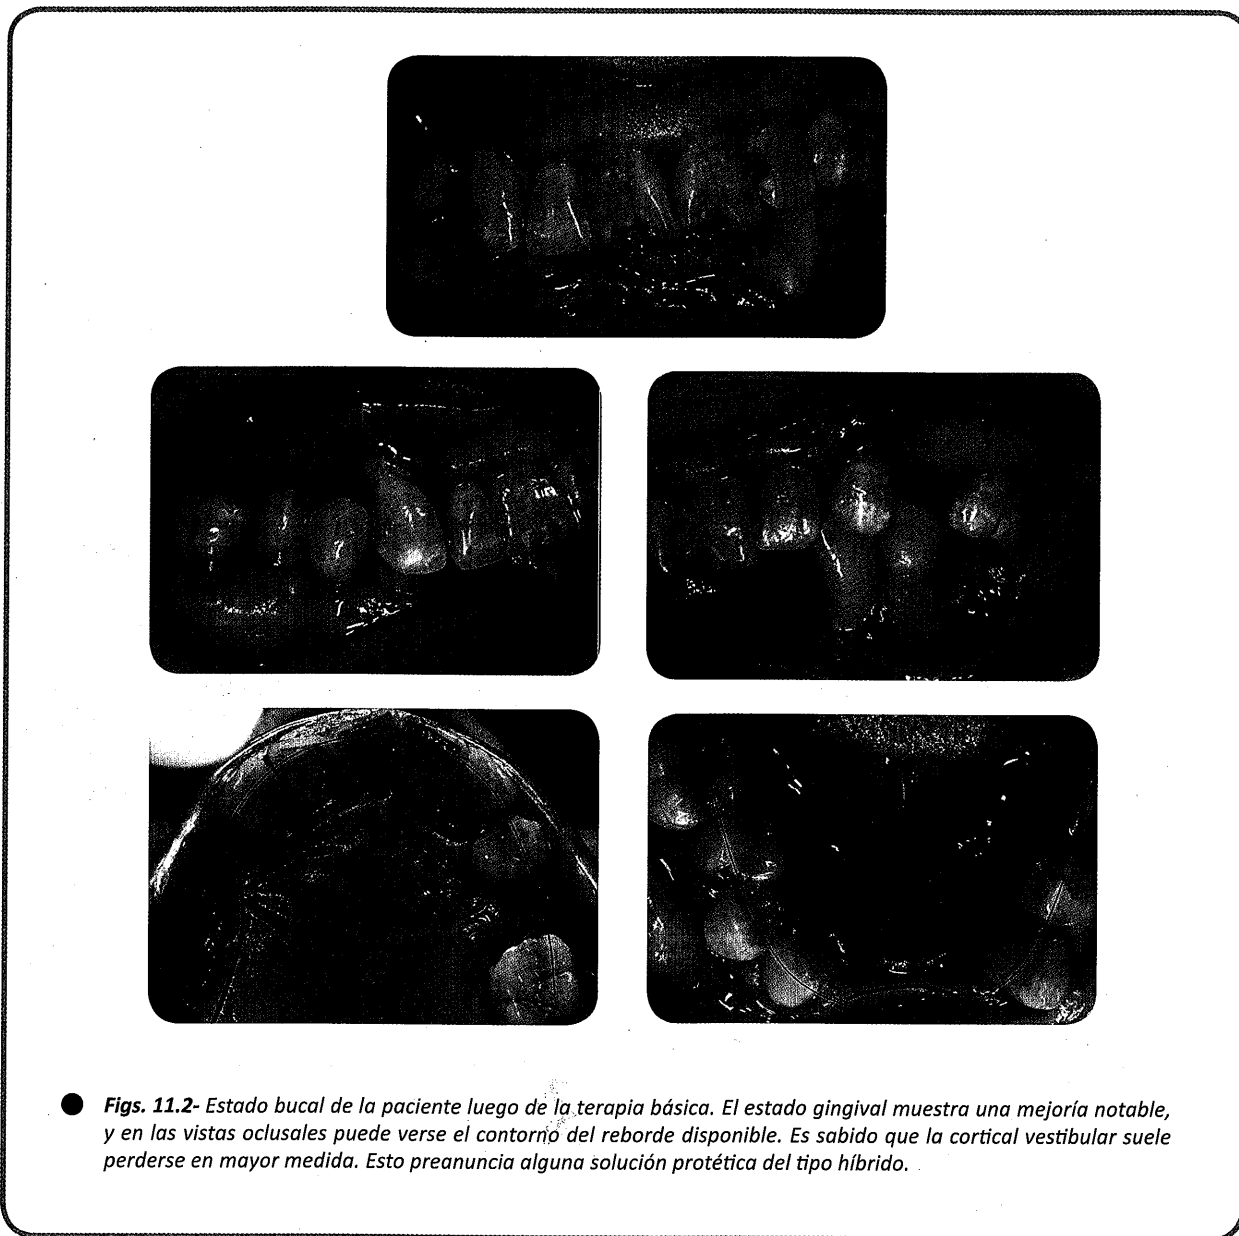 Figs. 11.2- Estado bucal de la paciente luego de la terapia básica. El estado gingival muestra una mejoría notable,
y en las vistas oclusales puede verse el contorno del reborde disponible. Es sabido que la cortical vestibular suele
perderse en mayor medida. Esto preanuncia alguna solución protética del tipo híbrido.